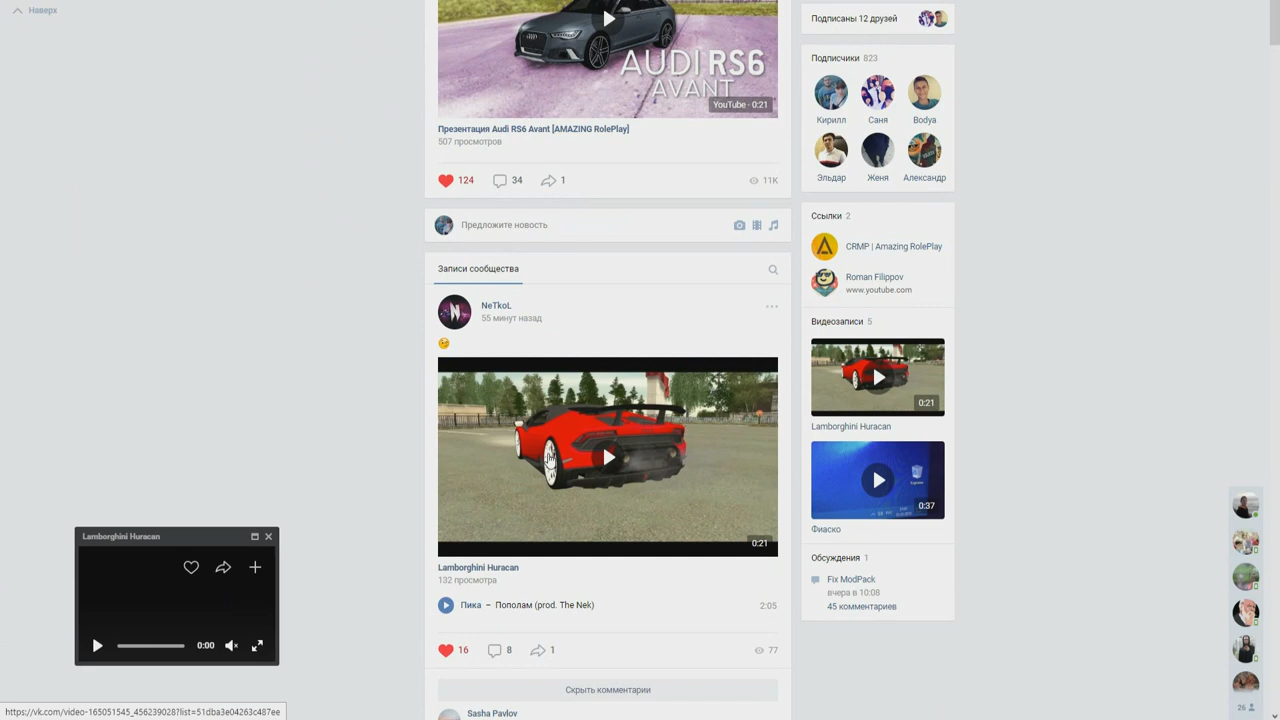 Наверх
AUDI RS6
AVANT
YouTube · 0:21
Презентация Audi RS6 Avant [AMAZING RolePlay]
507 просмотров
124
34
1
11K
Предложите новость
Записи сообщества
NeTkoL
55 минут назад
0:21
Lamborghini Huracan
132 просмотра
Пика – Пополам (prod. The Nek)
2:05
16
8
1
77
Скрыть комментарии
Sasha Pavlov
Подписаны 12 друзей
Подписчики 823
Кирилл
Саня
Bodya
Эльдар
Женя
Александр
Ссылки 2
CRMP | Amazing RolePlay
Roman Filippov
www.youtube.com
Видеозаписи 5
0:21
Lamborghini Huracan
0:37
Фиаско
Обсуждения 1
Fix ModPack
вчера в 10:08
45 комментариев
Lamborghini Huracan
0:00
26
https://vk.com/video-165051545_456239028?list=51dba3e04263c487ee